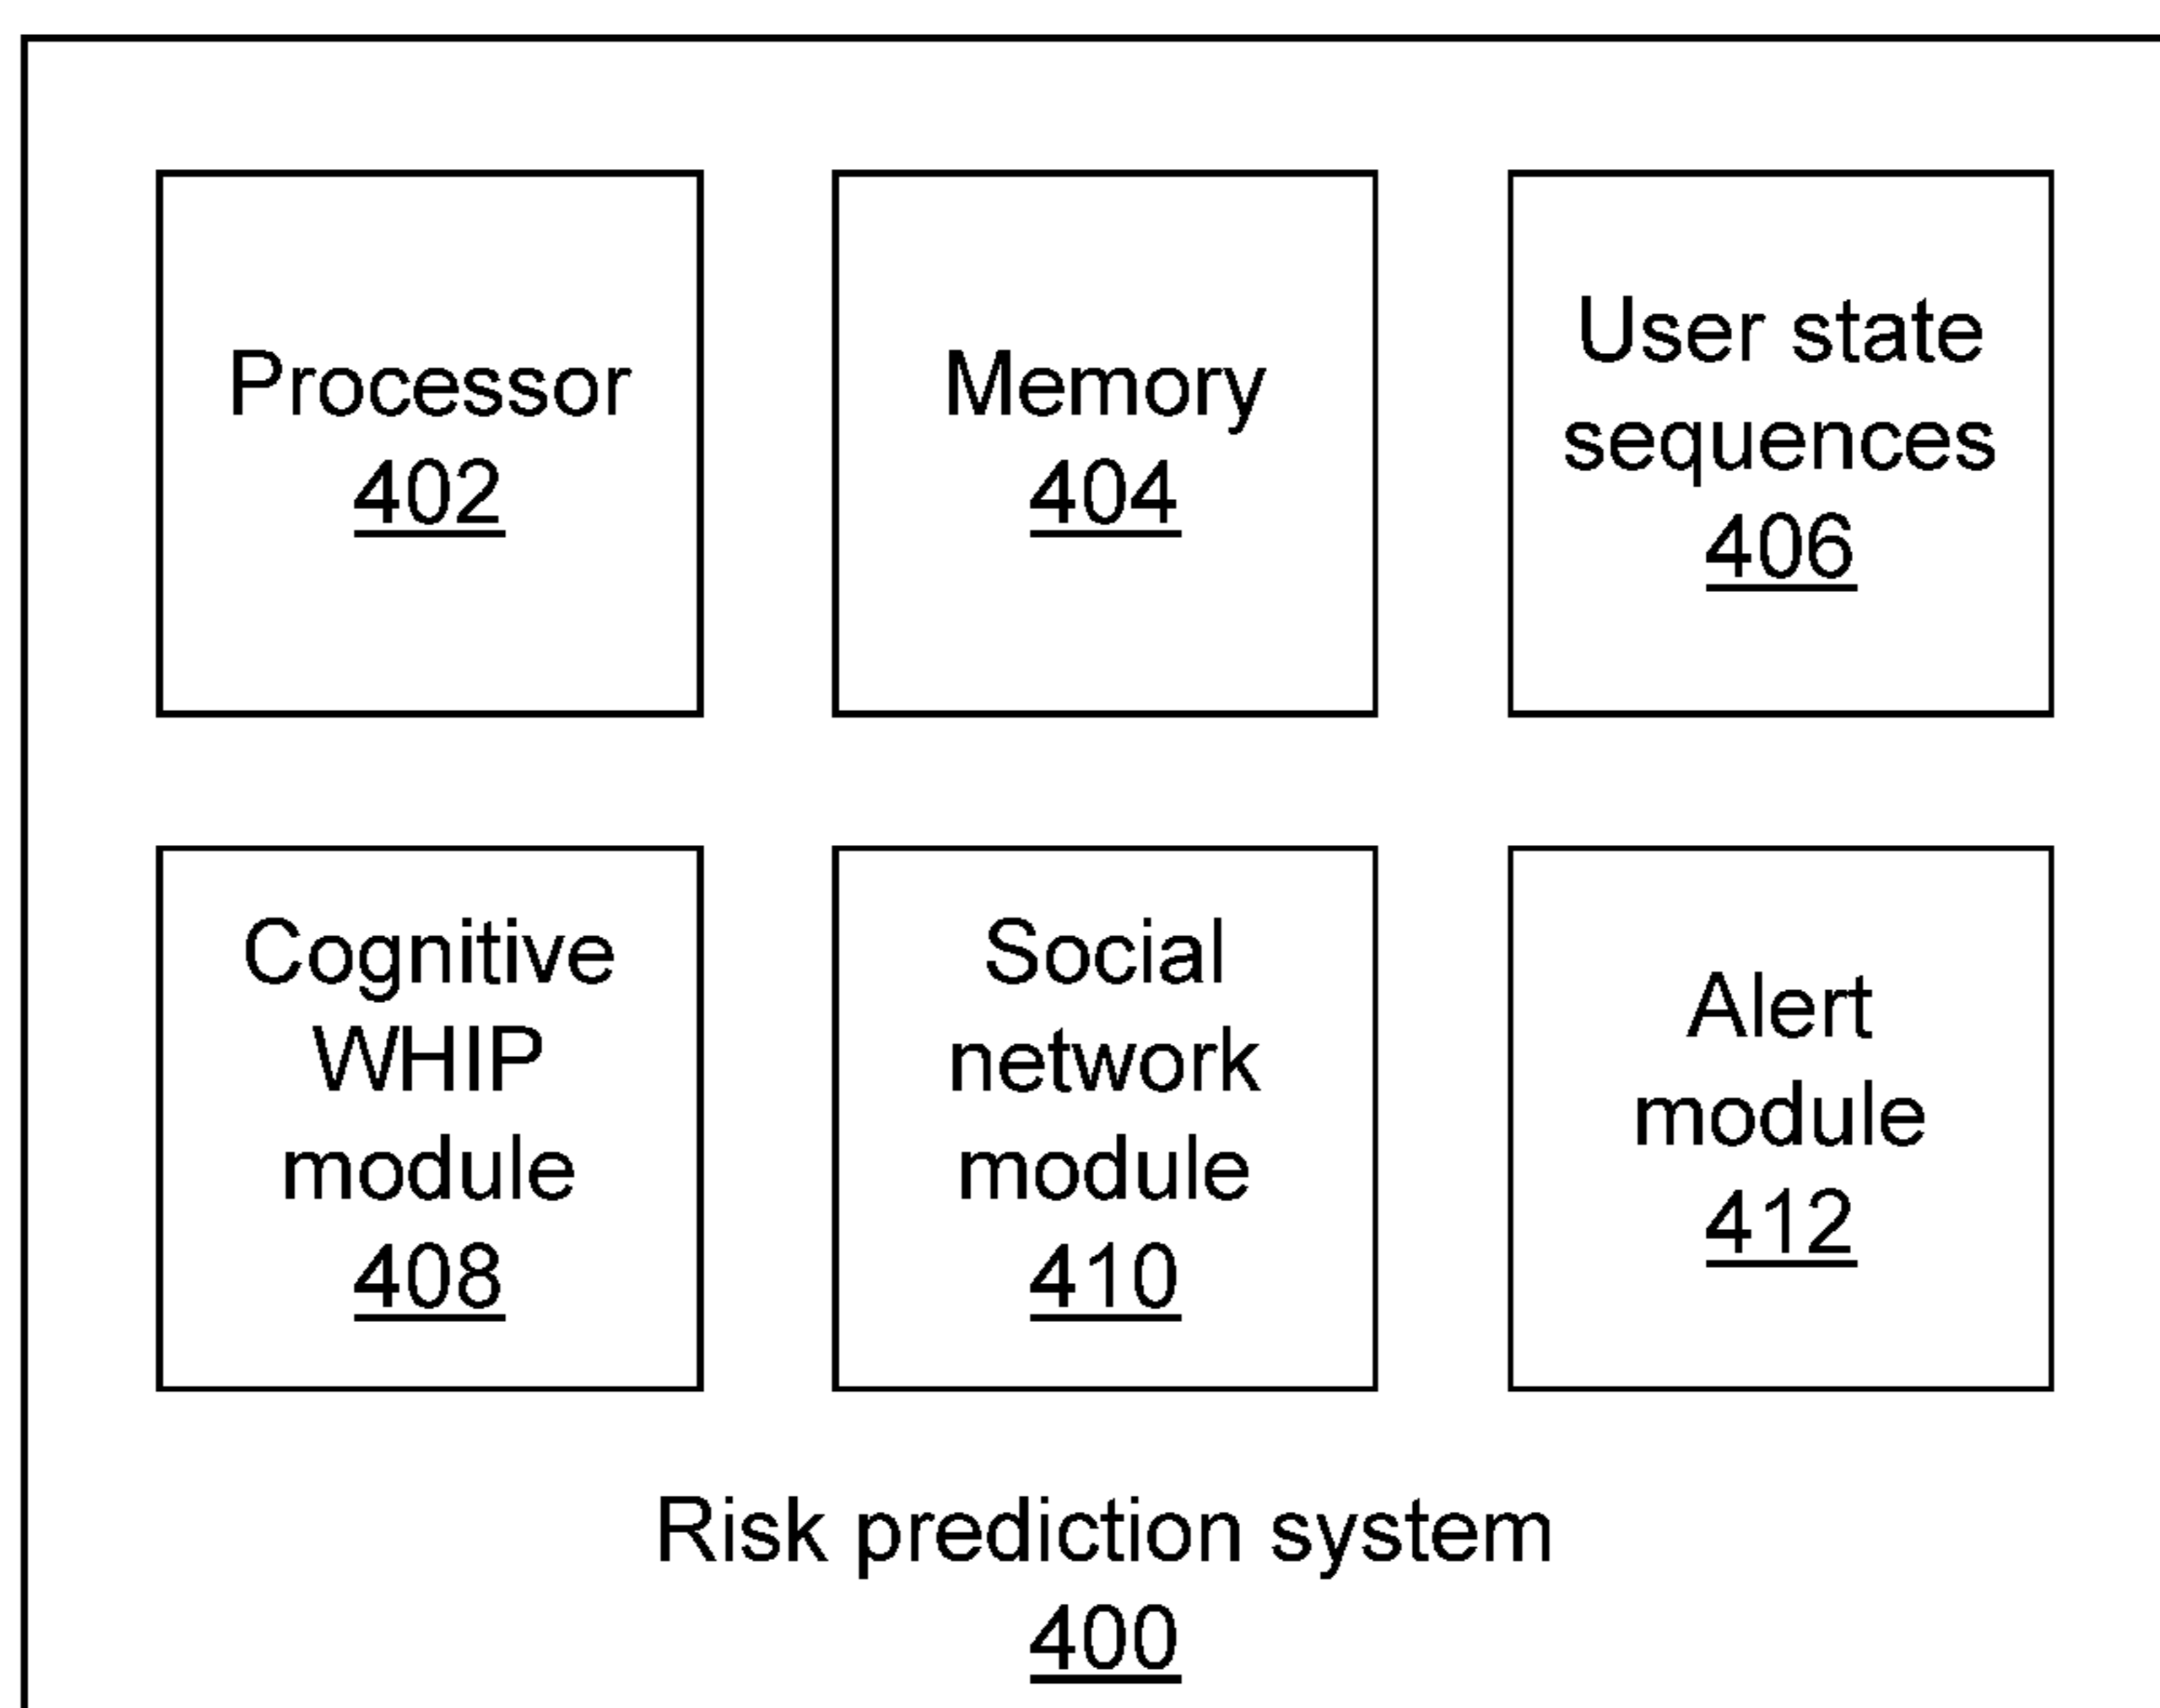 Processor
402
Memory
404
User state
sequences
406
Cognitive
WHIP
module
408
Social
network
module
410
Alert
module
412
Risk prediction system
400